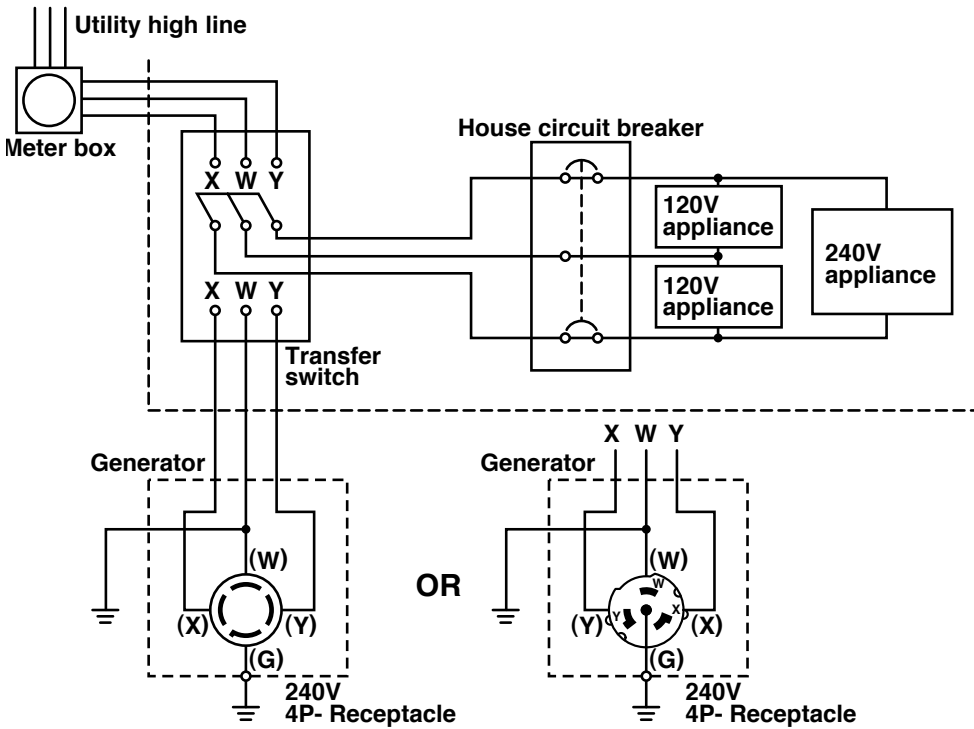 Utility high line
Meter box
House circuit breaker
X W Y
120V
appliance
240V
appliance
120V
appliance
X W Y
Transfer
switch
X W Y
Generator
Generator
(W)
(X)
(Y)
(G)
240V
4P- Receptacle
OR
(W)
W
Y
X
(Y)
(X)
(G)
240V
4P- Receptacle